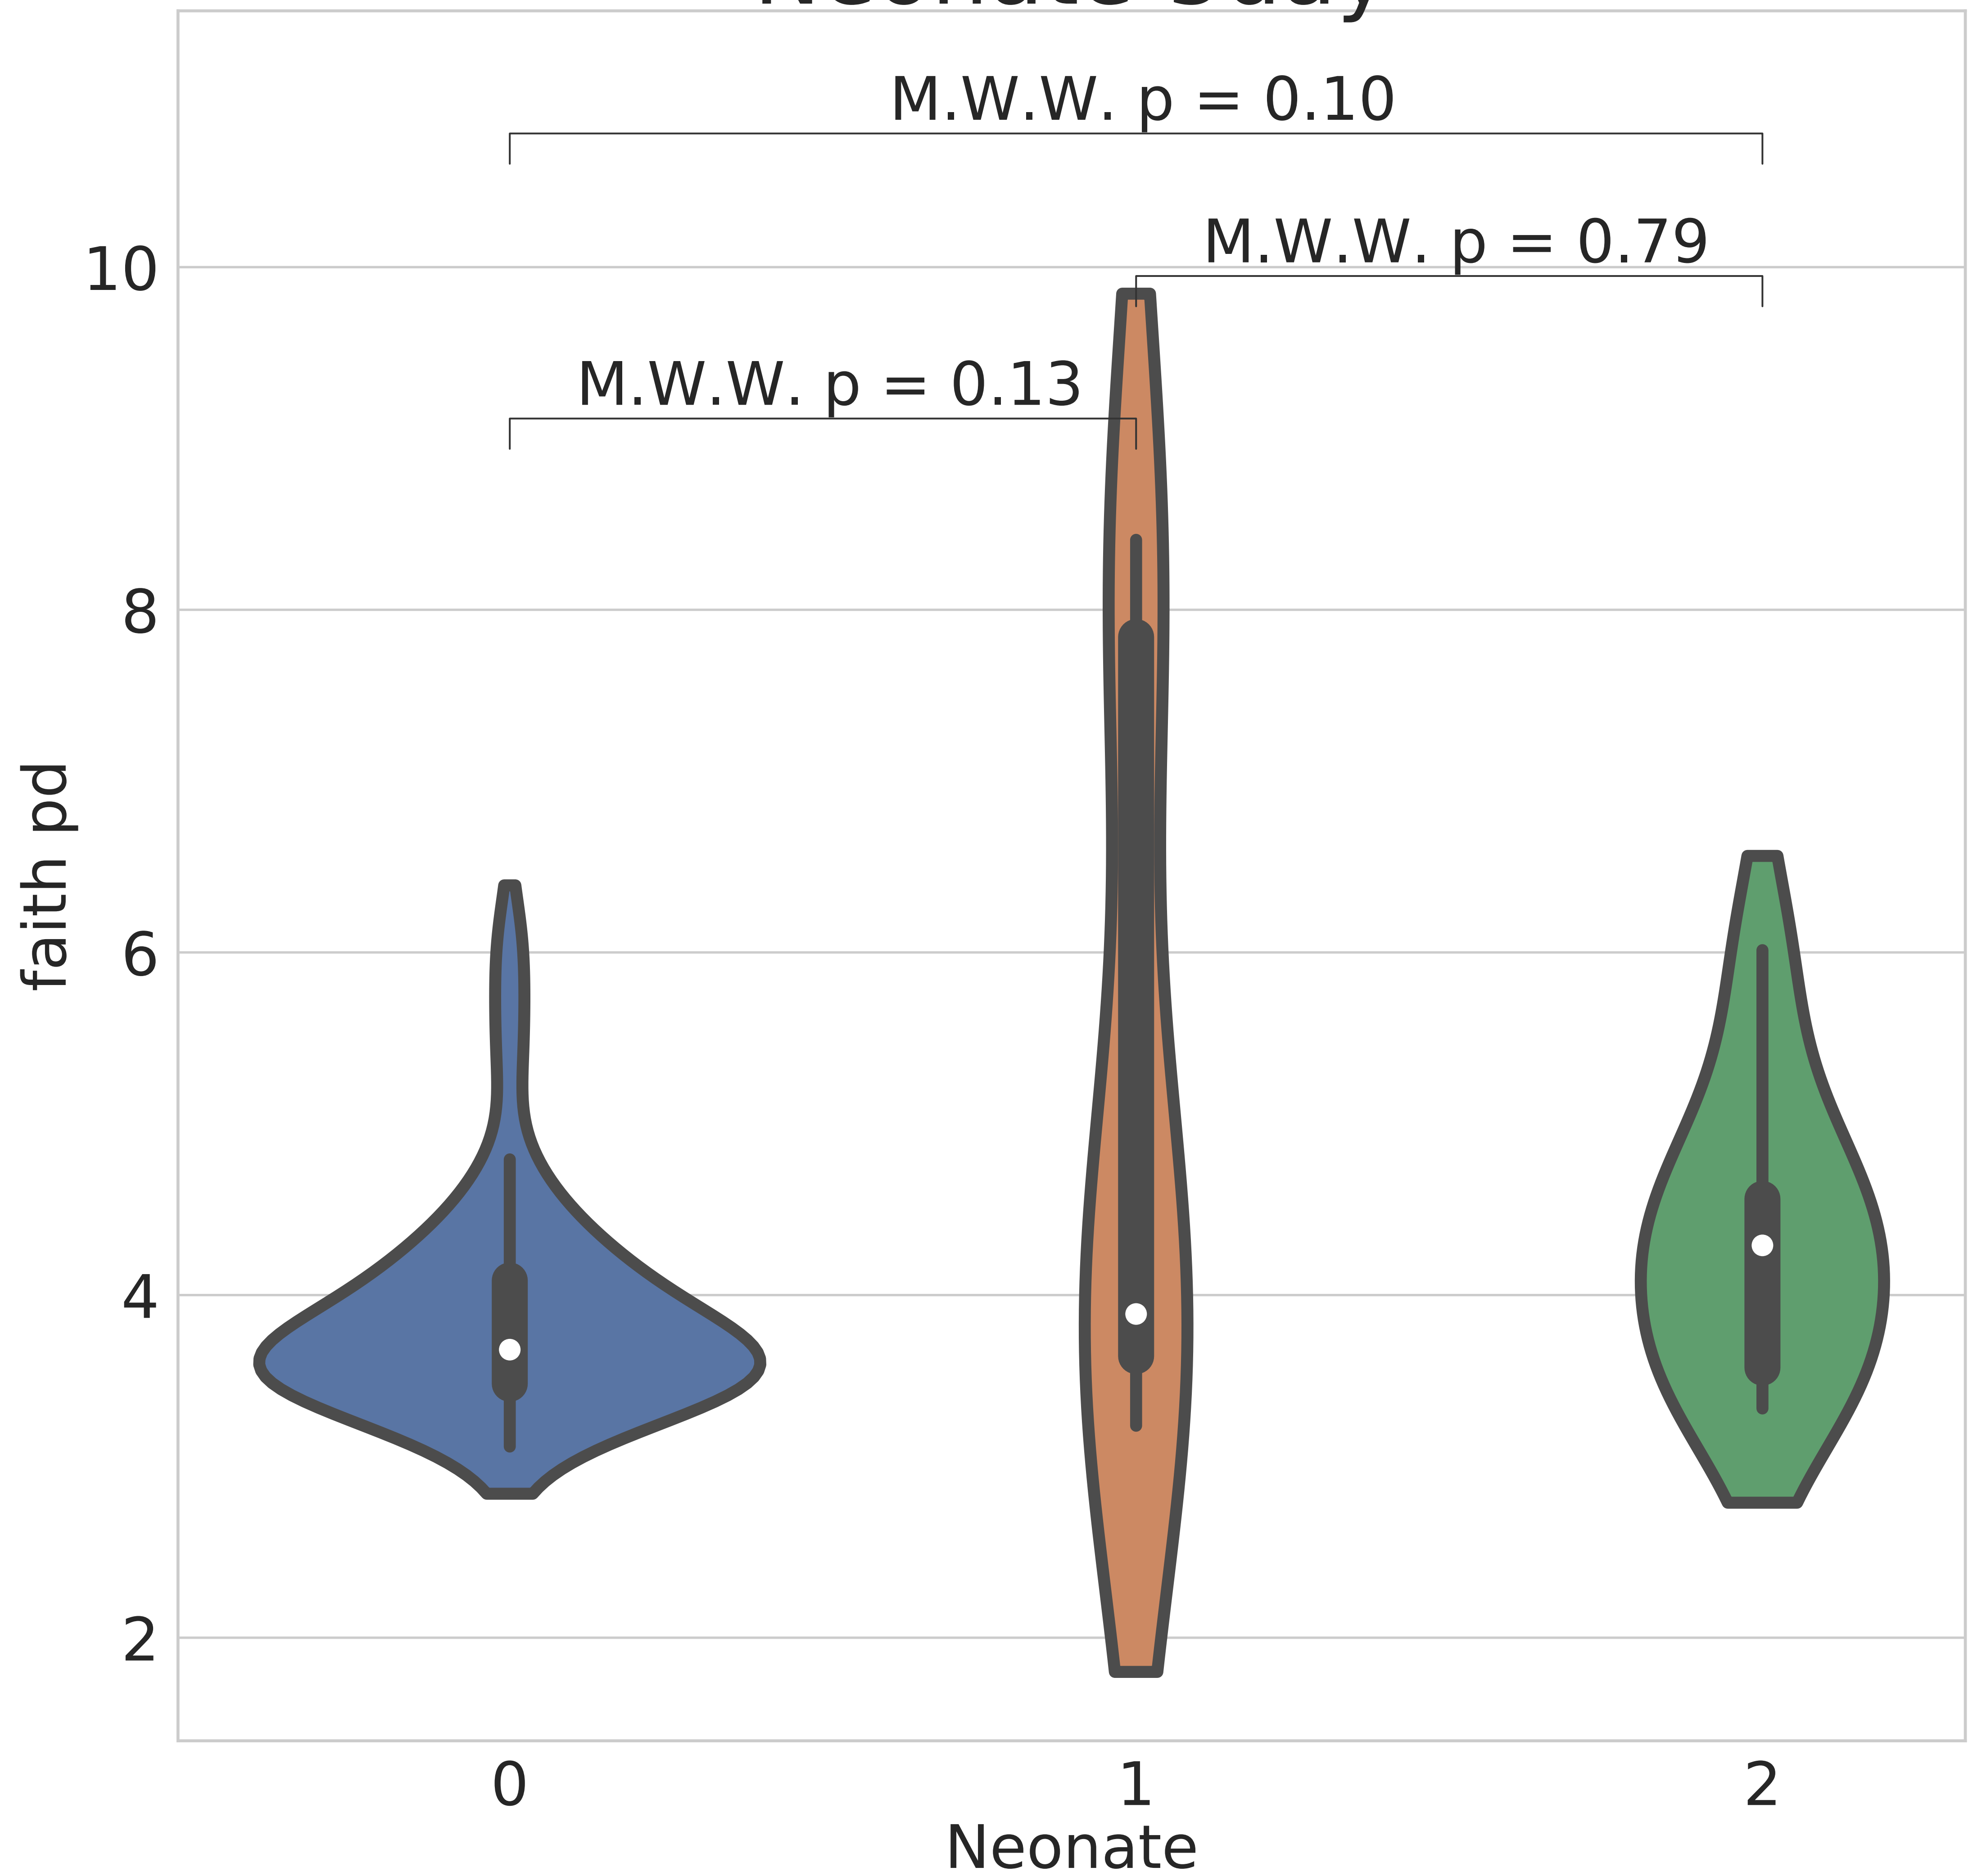 M.W.W. p = 0.10
M.W.W. p = 0.79
M.W.W. p = 0.13
10
8
6
4
2
faith pd
0 1 2
Neonate